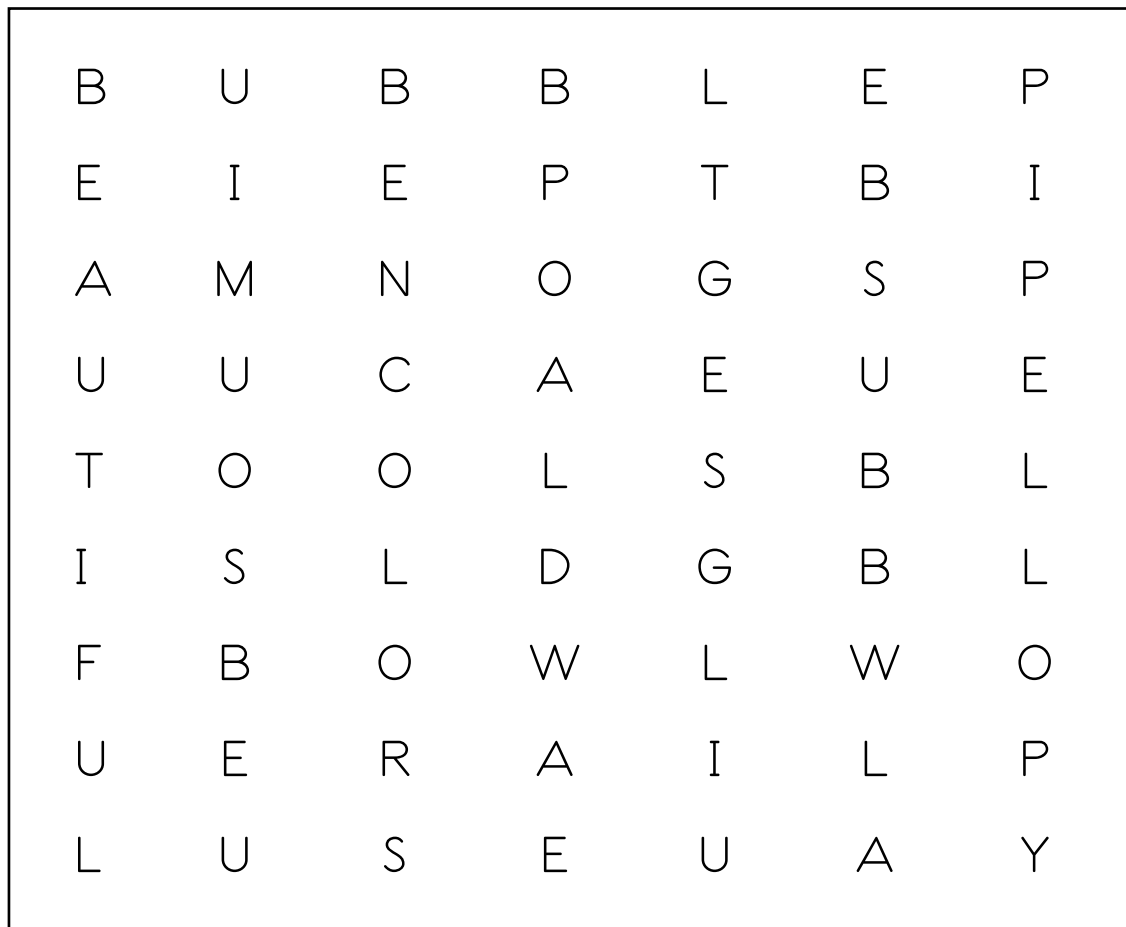 B U B B L E P
E I E P T B I
A M N O G S P
U U C A E U E
T O O L S B L
I S L D G B L
F B O W L W O
U E R A I L P
L U S E U A Y